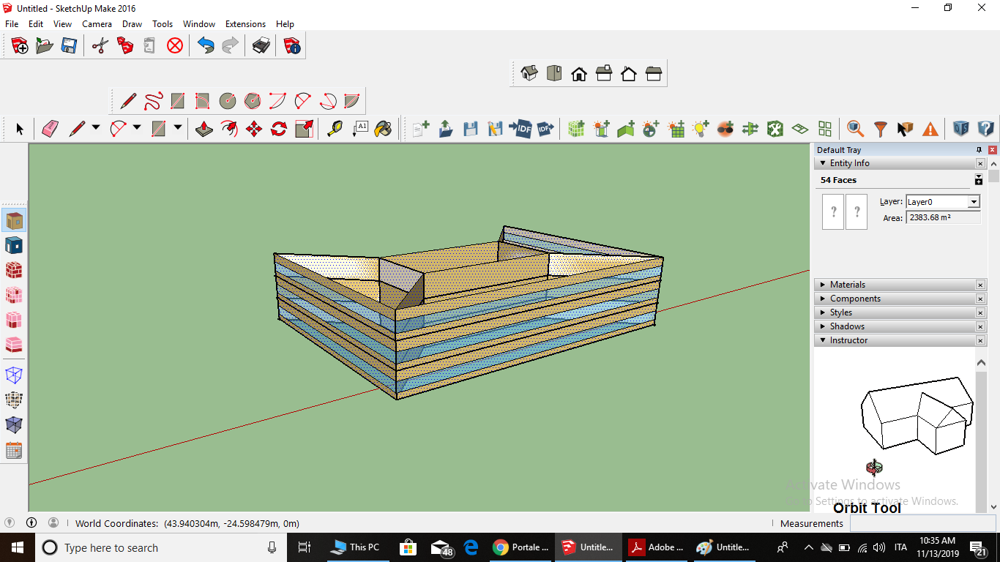 Untitled - SketchUp Make 2016
File Edit View Camera Draw Tools Window Extensions Help
A1
IDF
IDF
Default Tray
Entity Info
54 Faces
? ?
Layer: Layer0
Area: 2383.68 m²
Materials
Components
Styles
Shadows
Instructor
Activate Windows
Go to Settings to activate Windows.
Orbit Tool
World Coordinates: (43.940304m, -24.598479m, 0m)
Measurements
Type here to search
This PC
48
Portale ...
Untitle...
Adobe ...
Untitle...
ITA
10:35 AM
11/13/2019
21